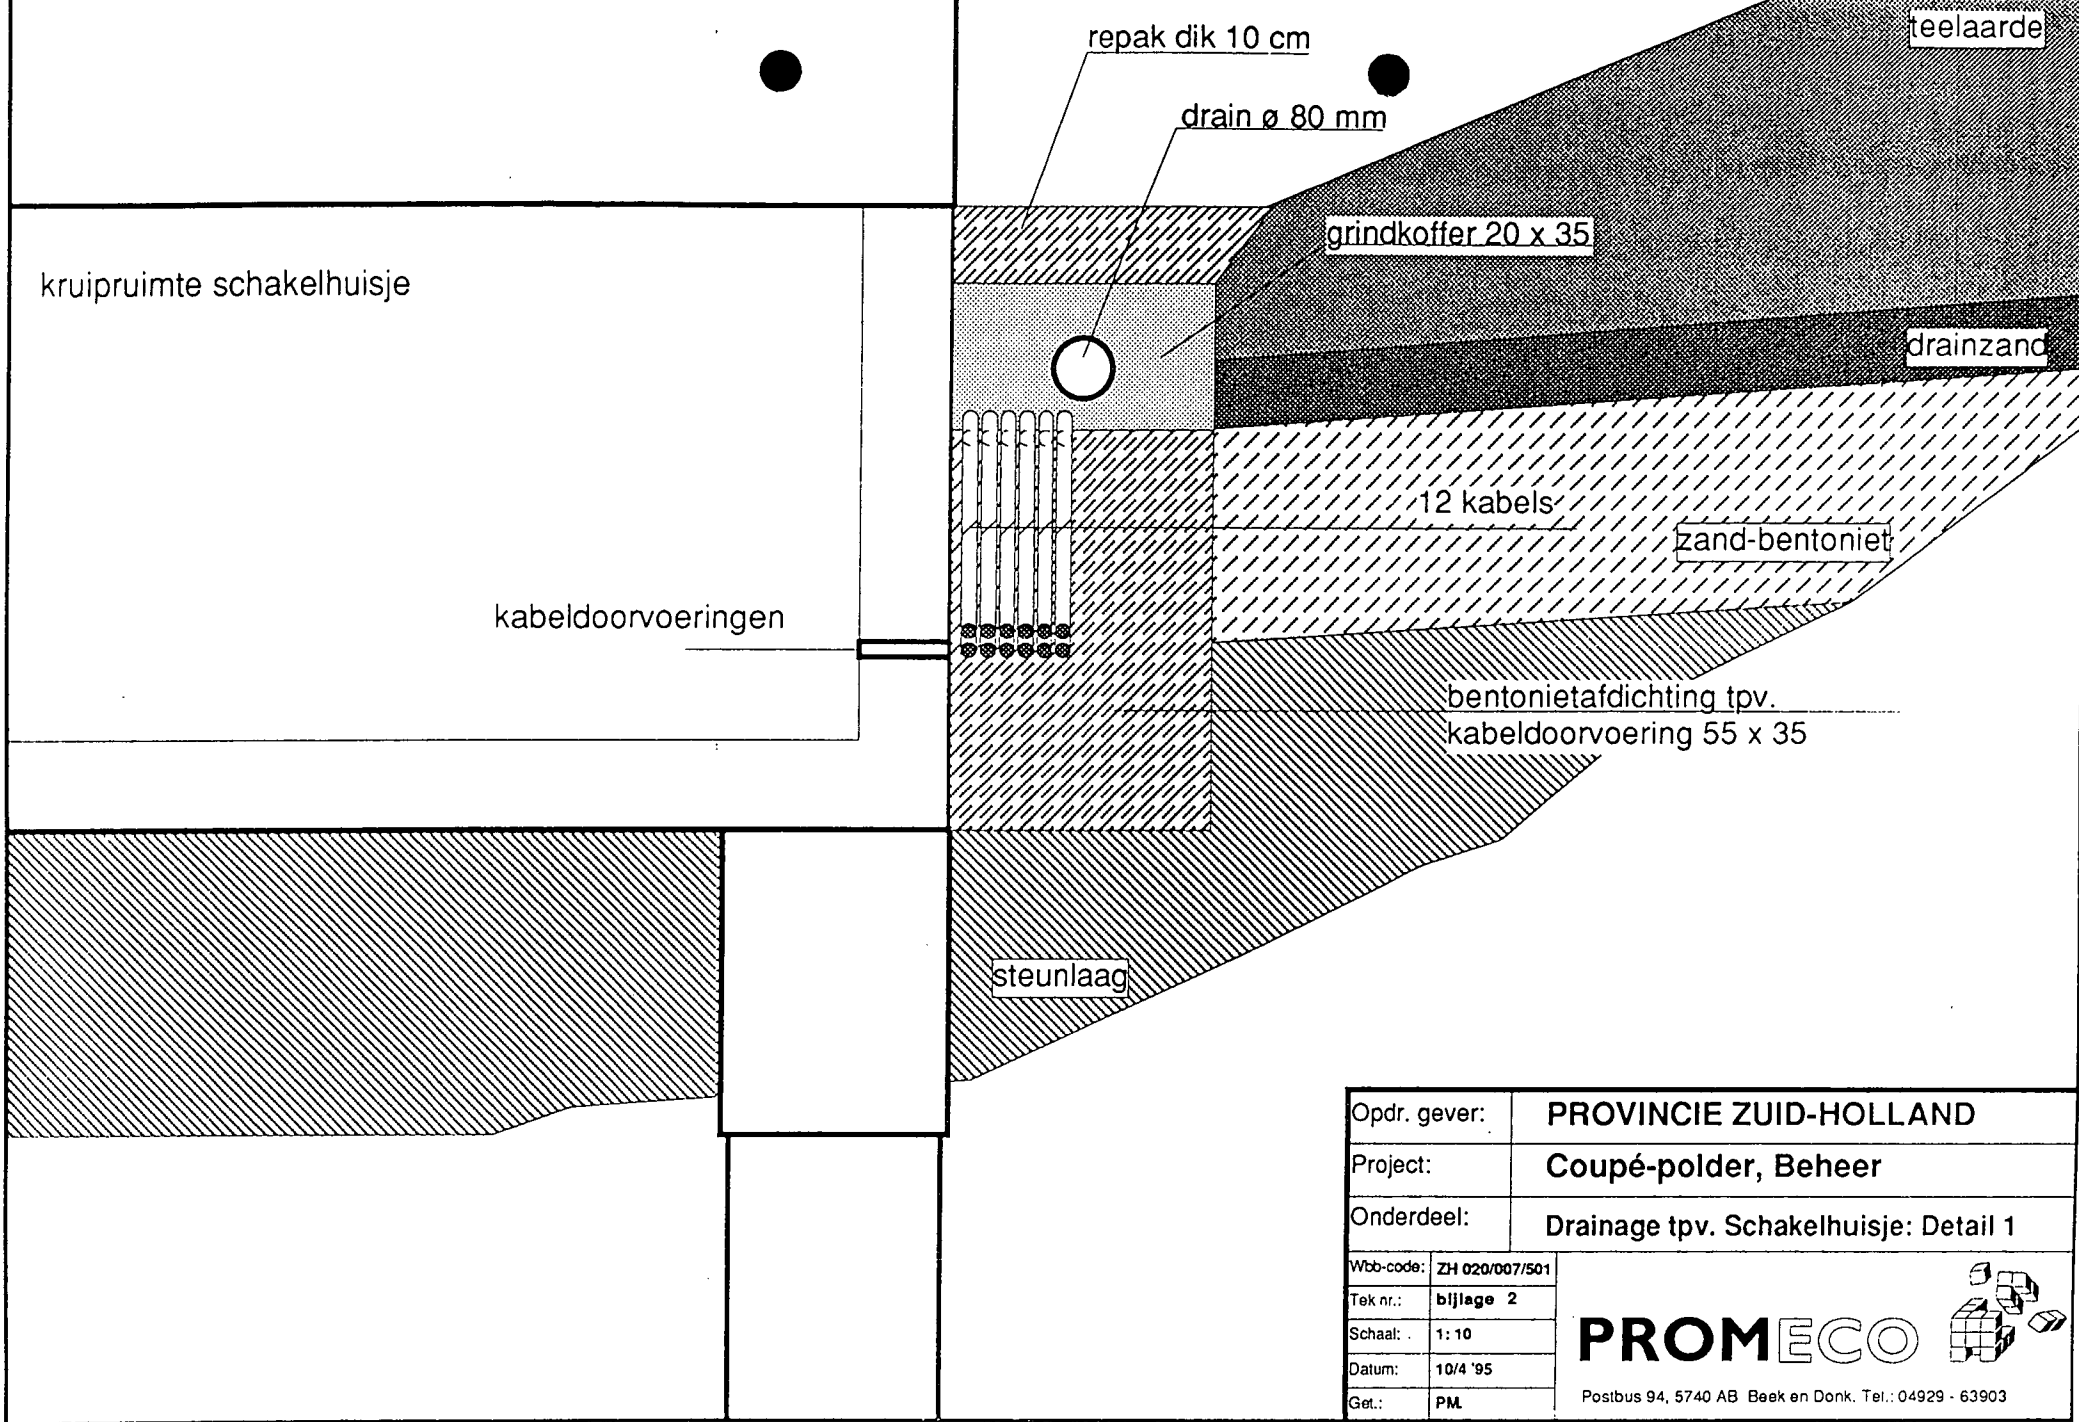 repak dik 10 cm
teelaarde
drain ø 80 mm
grindkoffer 20 x 35
kruipruimte schakelhuisje
drainzand
12 kabels
zand-bentoniet
kabeldoorvoeringen
bentonietafdichting tpv.
kabeldoorvoering 55 x 35
steunlaag
Opdr. gever: PROVINCIE ZUID-HOLLAND
Project: Coupé-polder, Beheer
Onderdeel: Drainage tpv. Schakelhuisje: Detail 1
Wbb-code: ZH 020/007/501
Tek nr.: bijlage 2
Schaal: 1: 10
Datum: 10/4 '95
Get.: PM.
PROMECO
Postbus 94, 5740 AB Beek en Donk. Tel.: 04929 - 63903